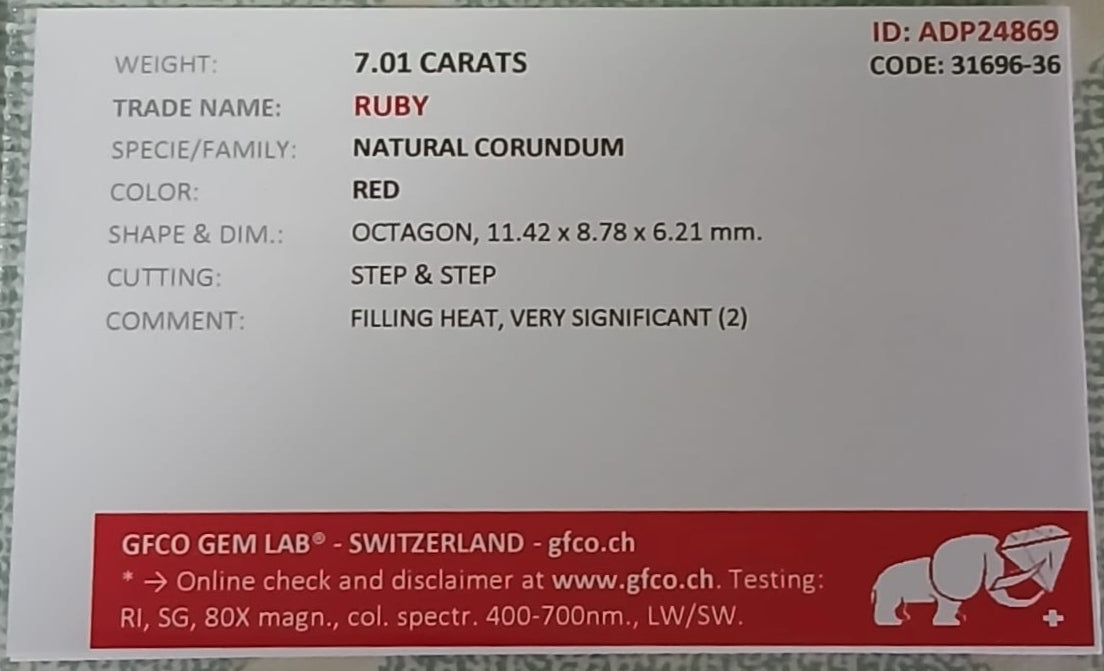 ID: ADP24869
CODE: 31696-36
WEIGHT: 7.01 CARATS
TRADE NAME: RUBY
SPECIE/FAMILY: NATURAL CORUNDUM
COLOR: RED
SHAPE & DIM.: OCTAGON, 11.42 x 8.78 x 6.21 mm.
CUTTING: STEP & STEP
COMMENT: FILLING HEAT, VERY SIGNIFICANT (2)
GFCO GEM LAB® - SWITZERLAND - gfco.ch
* → Online check and disclaimer at www.gfco.ch. Testing:
RI, SG, 80X magn., col. spectr. 400-700nm., LW/SW.